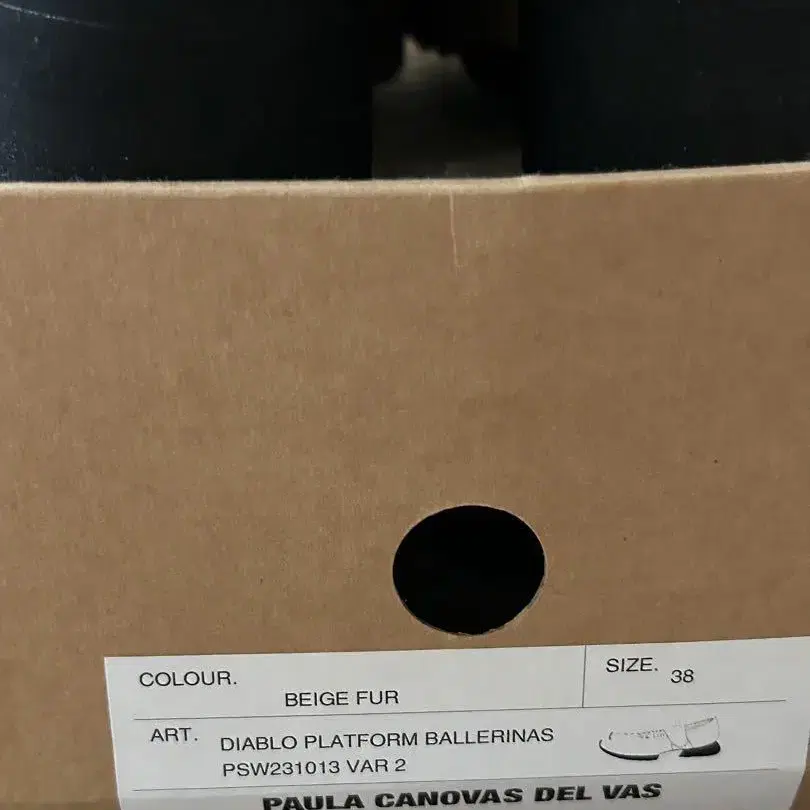 COLOUR. BEIGE FUR SIZE. 38
ART. DIABLO PLATFORM BALLERINAS
PSW231013 VAR 2
PAULA CANOVAS DEL VAS